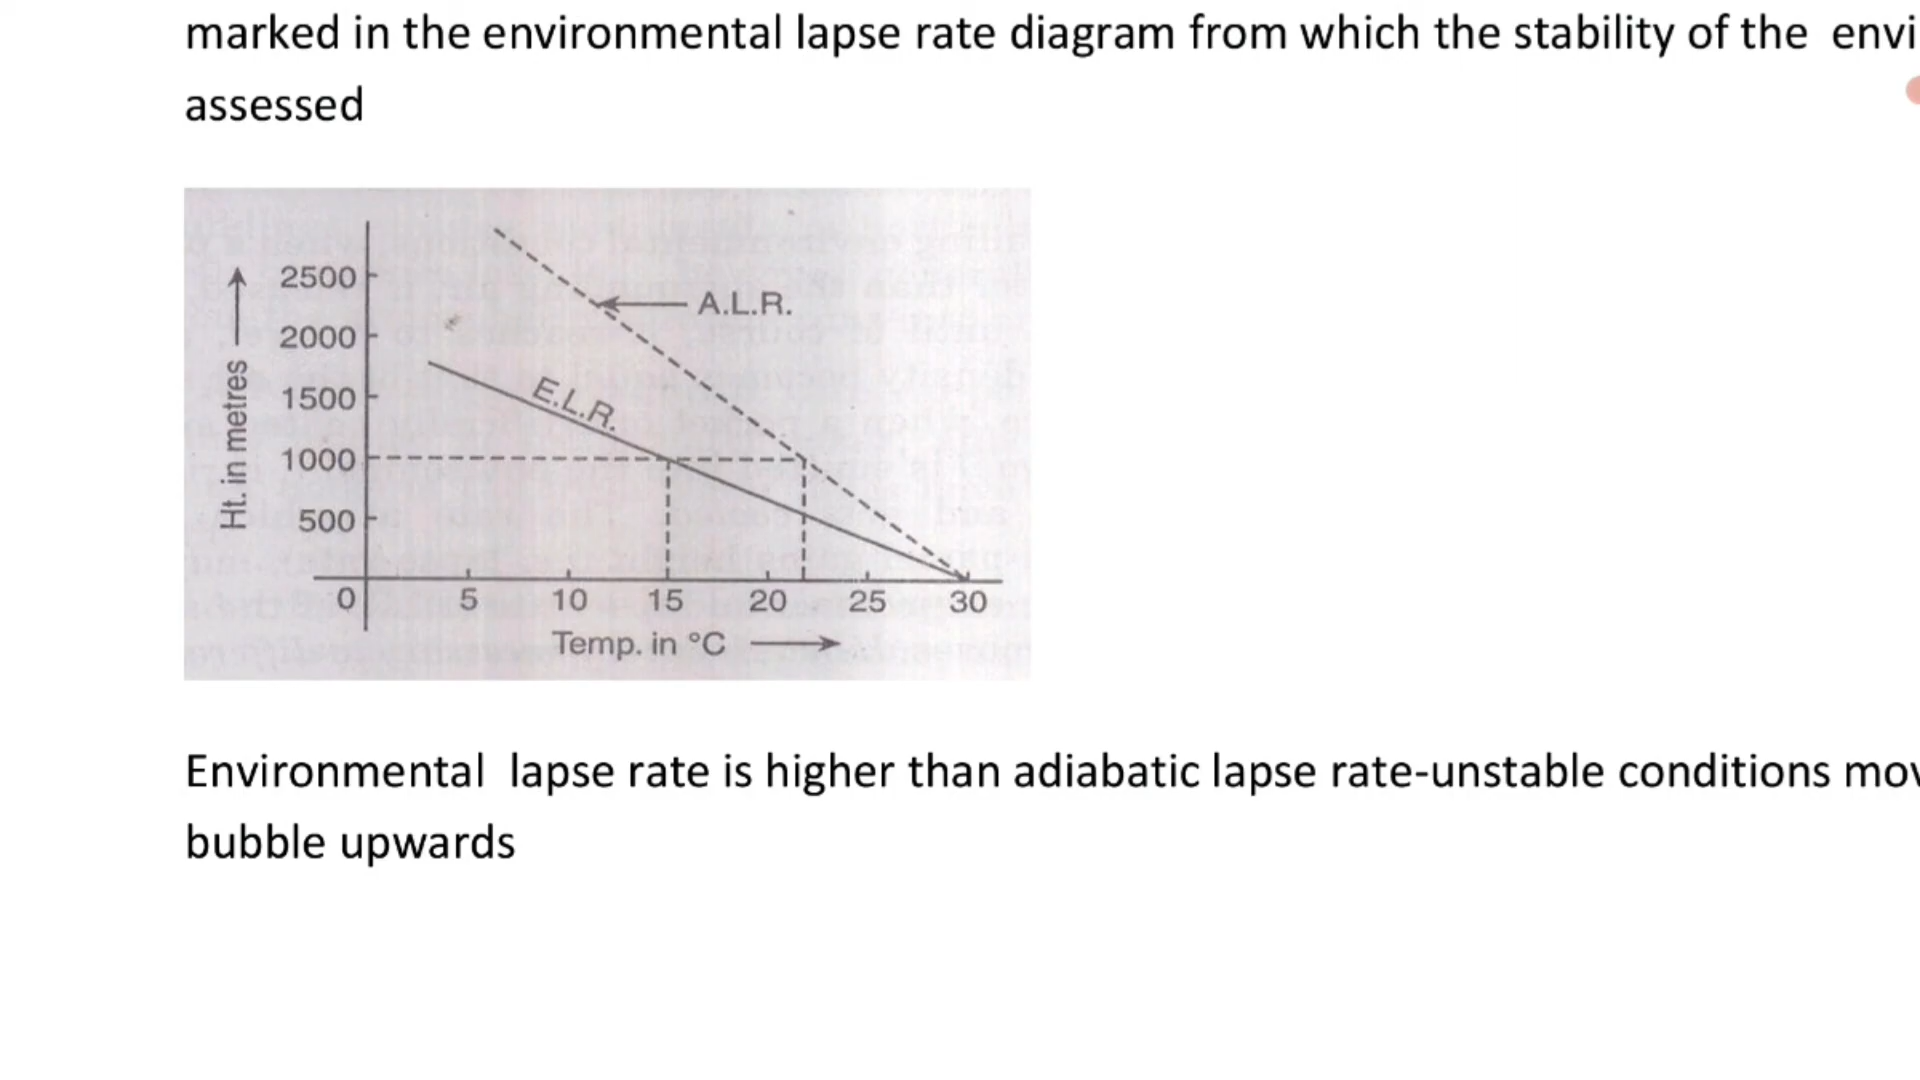 marked in the environmental lapse rate diagram from which the stability of the envi
assessed
2500
A.L.R.
2000
E.L.R.
1500
1000
500
Ht. in metres
0 5 10 15 20 25 30
Temp. in °C
Environmental lapse rate is higher than adiabatic lapse rate-unstable conditions mov
bubble upwards